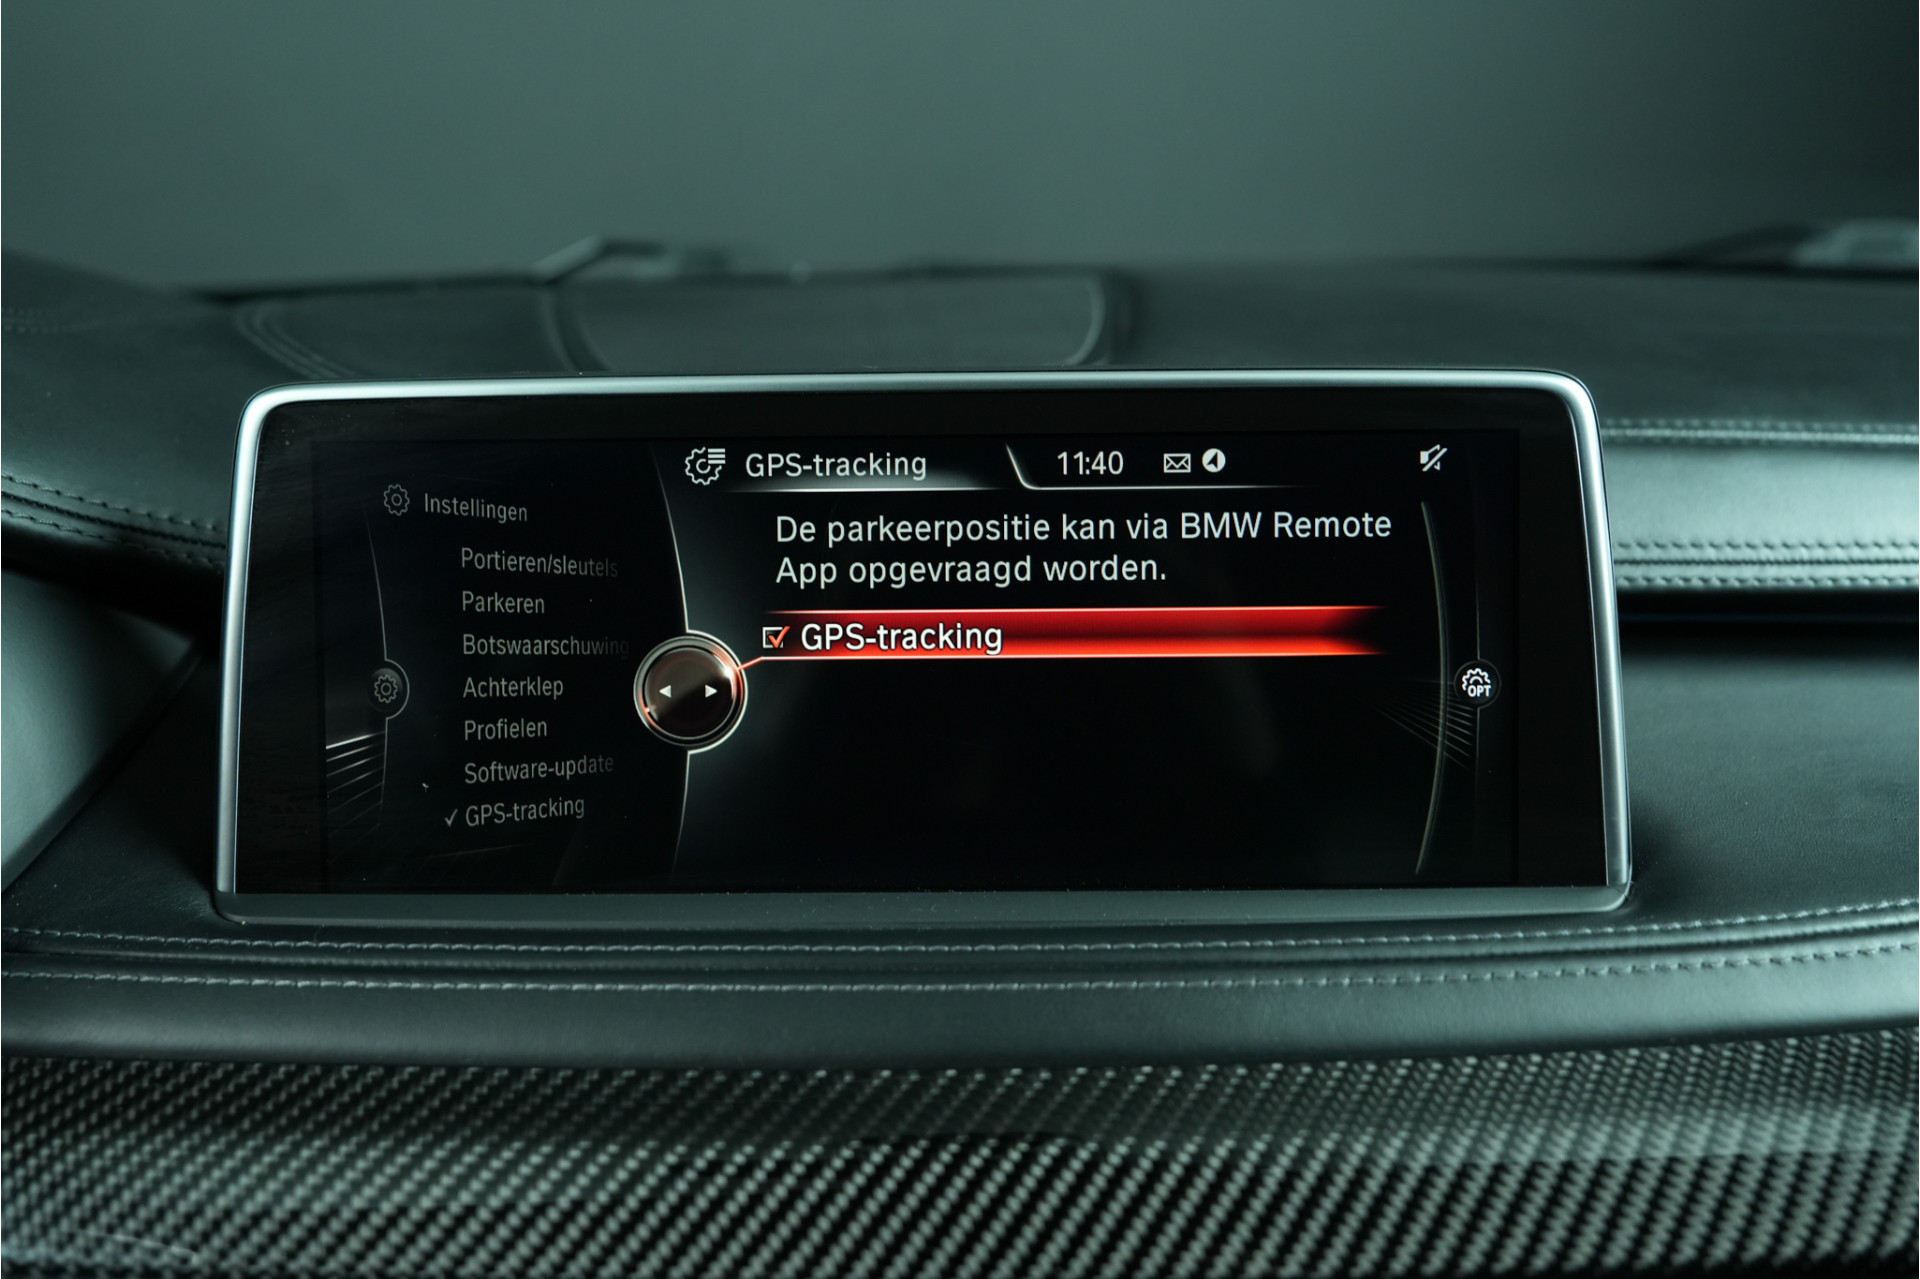 GPS-tracking 11:40
Instellingen
Portieren/sleutels
Parkeren
Botswaarschuwing
Achterklep
Profielen
Software-update
✓ GPS-tracking
De parkeerpositie kan via BMW Remote
App opgevraagd worden.
GPS-tracking
OPT